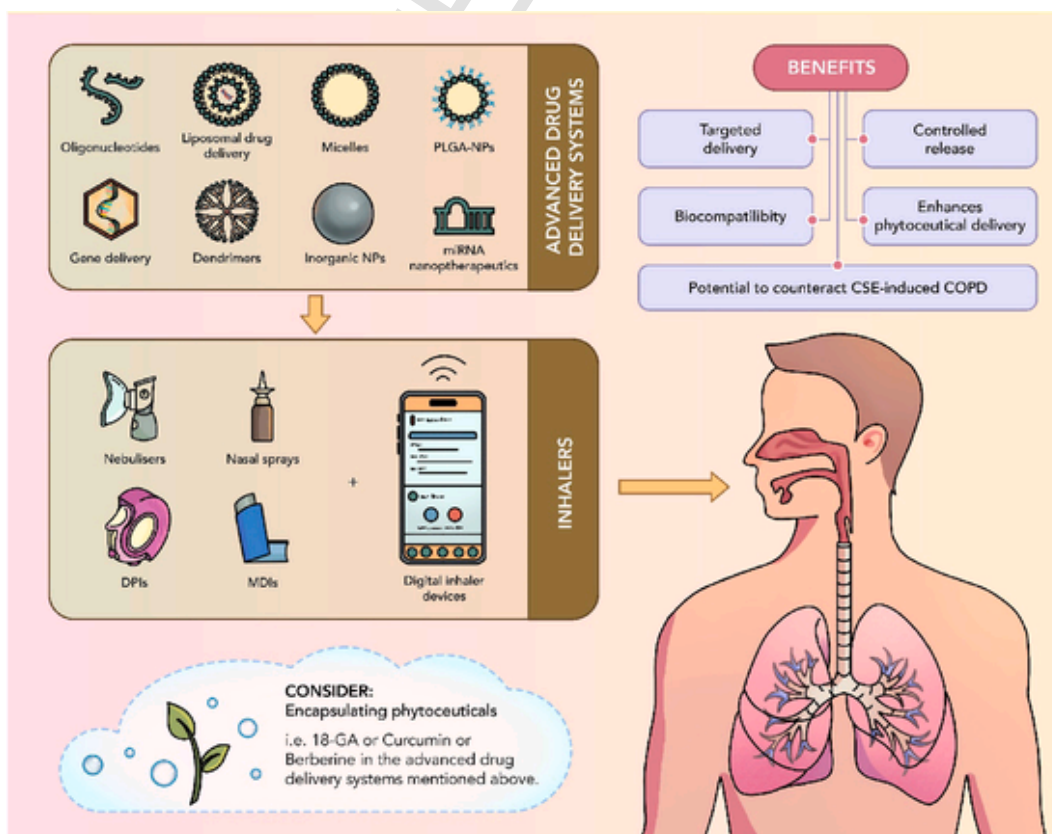 Oligonucleotides
Liposomal drug
delivery
Micelles
PLGA-NPs
Gene delivery
Dendrimers
Inorganic NPs
miRNA
nanoptherapeutics
ADVANCED DRUG
DELIVERY SYSTEMS
BENEFITS
Targeted
delivery
Controlled
release
Biocompatilibity
Enhances
phytoceutical delivery
Potential to counteract CSE-induced COPD
Nebulisers
Nasal sprays
+
DPIs
MDIs
Digital inhaler
devices
INHALERS
CONSIDER:
Encapsulating phytoceuticals
i.e. 18-GA or Curcumin or
Berberine in the advanced drug
delivery systems mentioned above.